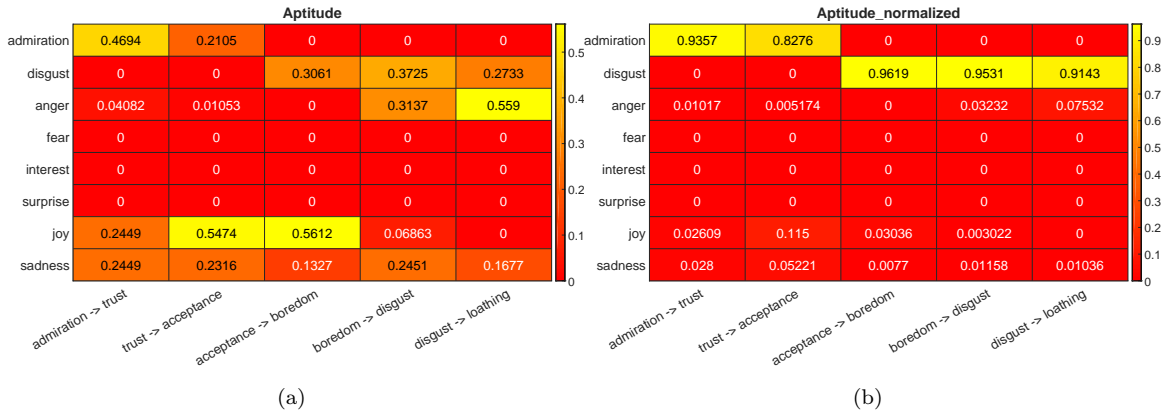 Aptitude
admiration 0.4694 0.2105 0 0 0
disgust 0 0 0.3061 0.3725 0.2733
anger 0.04082 0.01053 0 0.3137 0.559
fear 0 0 0 0 0
interest 0 0 0 0 0
surprise 0 0 0 0 0
joy 0.2449 0.5474 0.5612 0.06863 0
sadness 0.2449 0.2316 0.1327 0.2451 0.1677
admiration -> trust
trust -> acceptance
acceptance -> boredom
boredom -> disgust
disgust -> loathing
0.5
0.4
0.3
0.2
0.1
0
(a)
Aptitude_normalized
admiration 0.9357 0.8276 0 0 0
disgust 0 0 0.9619 0.9531 0.9143
anger 0.01017 0.005174 0 0.03232 0.07532
fear 0 0 0 0 0
interest 0 0 0 0 0
surprise 0 0 0 0 0
joy 0.02609 0.115 0.03036 0.003022 0
sadness 0.028 0.05221 0.0077 0.01158 0.01036
admiration -> trust
trust -> acceptance
acceptance -> boredom
boredom -> disgust
disgust -> loathing
0.9
0.8
0.7
0.6
0.5
0.4
0.3
0.2
0.1
0
(b)